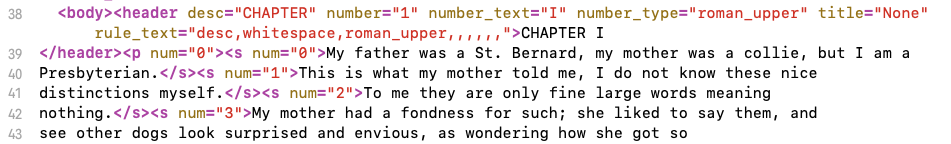 38   <body><header desc="CHAPTER" number="1" number_text="I" number_type="roman_upper" title="None"
        rule_text="desc,whitespace,roman_upper,,,,,,">CHAPTER I
39 </header><p num="0"><s num="0">My father was a St. Bernard, my mother was a collie, but I am a
40 Presbyterian.</s><s num="1">This is what my mother told me, I do not know these nice
41 distinctions myself.</s><s num="2">To me they are only fine large words meaning
42 nothing.</s><s num="3">My mother had a fondness for such; she liked to say them, and
43 see other dogs look surprised and envious, as wondering how she got so